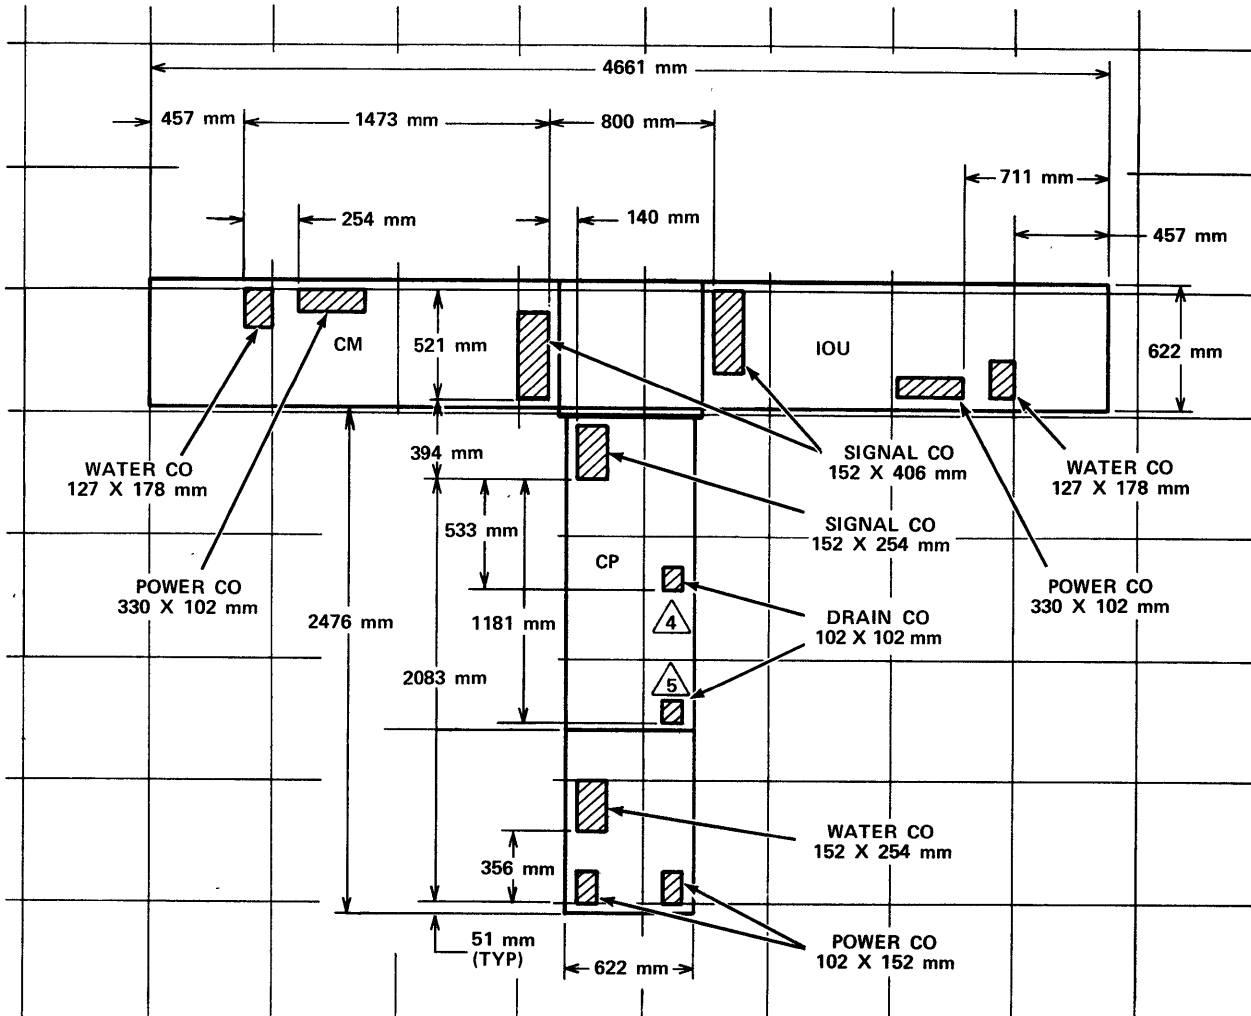 4661 mm
457 mm
1473 mm
800 mm
711 mm
254 mm
140 mm
457 mm
CM
521 mm
IOU
622 mm
394 mm
WATER CO
127 X 178 mm
SIGNAL CO
152 X 406 mm
WATER CO
127 X 178 mm
533 mm
SIGNAL CO
152 X 254 mm
CP
POWER CO
330 X 102 mm
POWER CO
330 X 102 mm
2476 mm
1181 mm
4
DRAIN CO
102 X 102 mm
2083 mm
5
WATER CO
152 X 254 mm
356 mm
51 mm
(TYP)
622 mm
POWER CO
102 X 152 mm